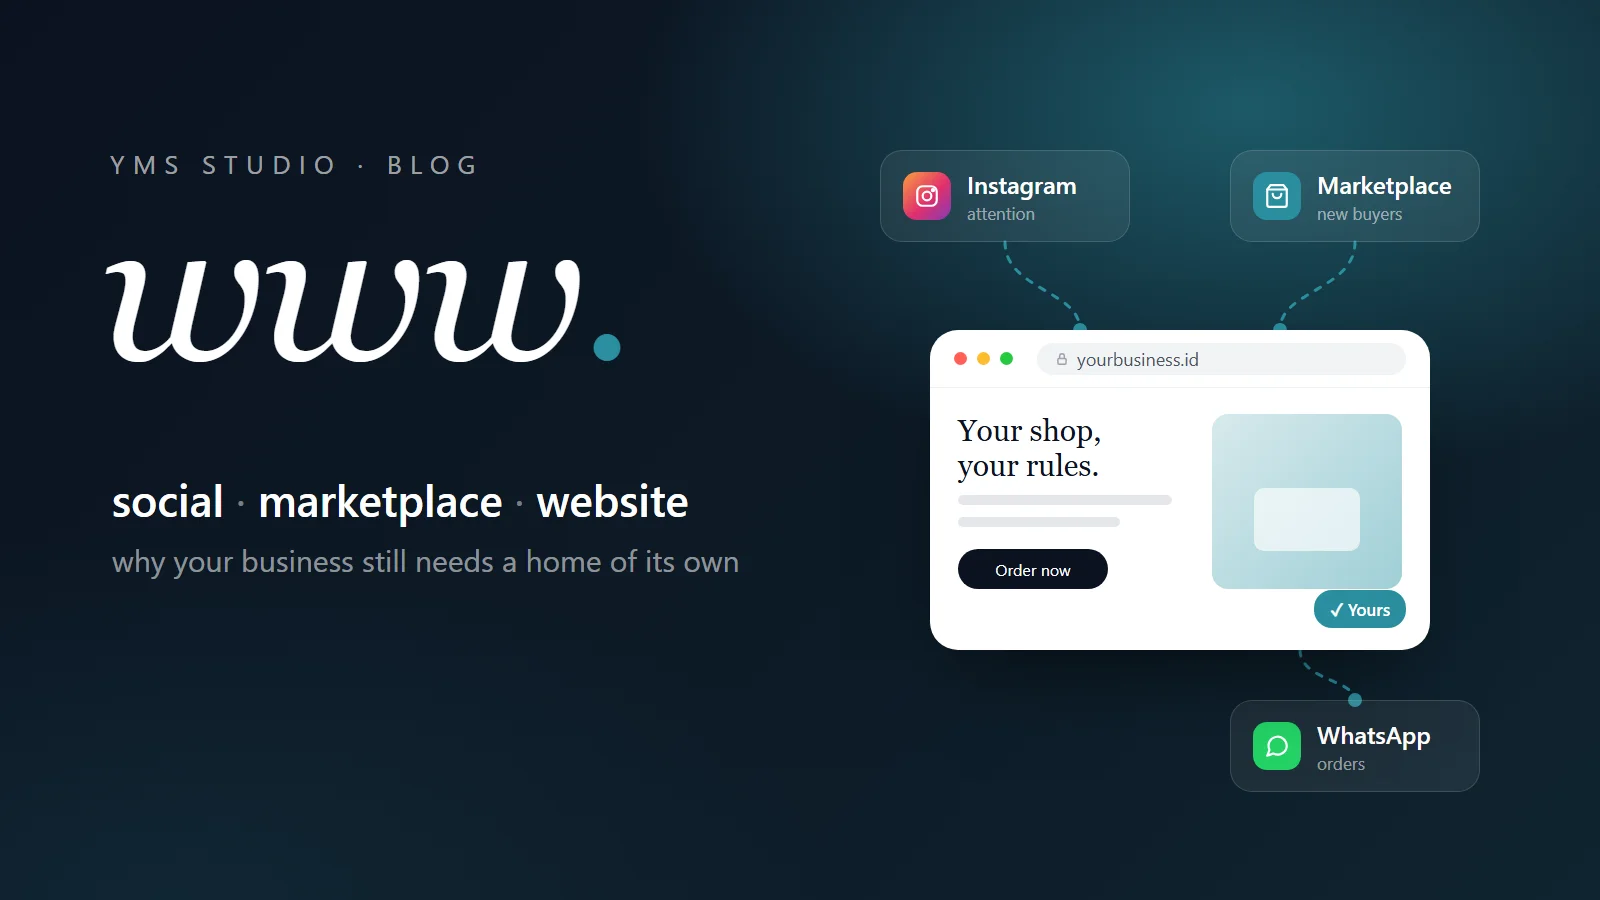 YMS STUDIO · BLOG
www.
social · marketplace · website
why your business still needs a home of its own
Instagram
attention
Marketplace
new buyers
yourbusiness.id
Your shop,
your rules.
Order now
✓ Yours
WhatsApp
orders